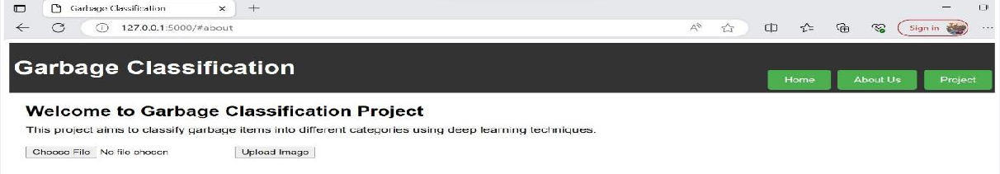 Garbage Classification
127.0.0.1:5000/#about
Sign in
Garbage Classification
Home About Us Project
Welcome to Garbage Classification Project
This project aims to classify garbage items into different categories using deep learning techniques.
Choose File No file chosen Upload Image